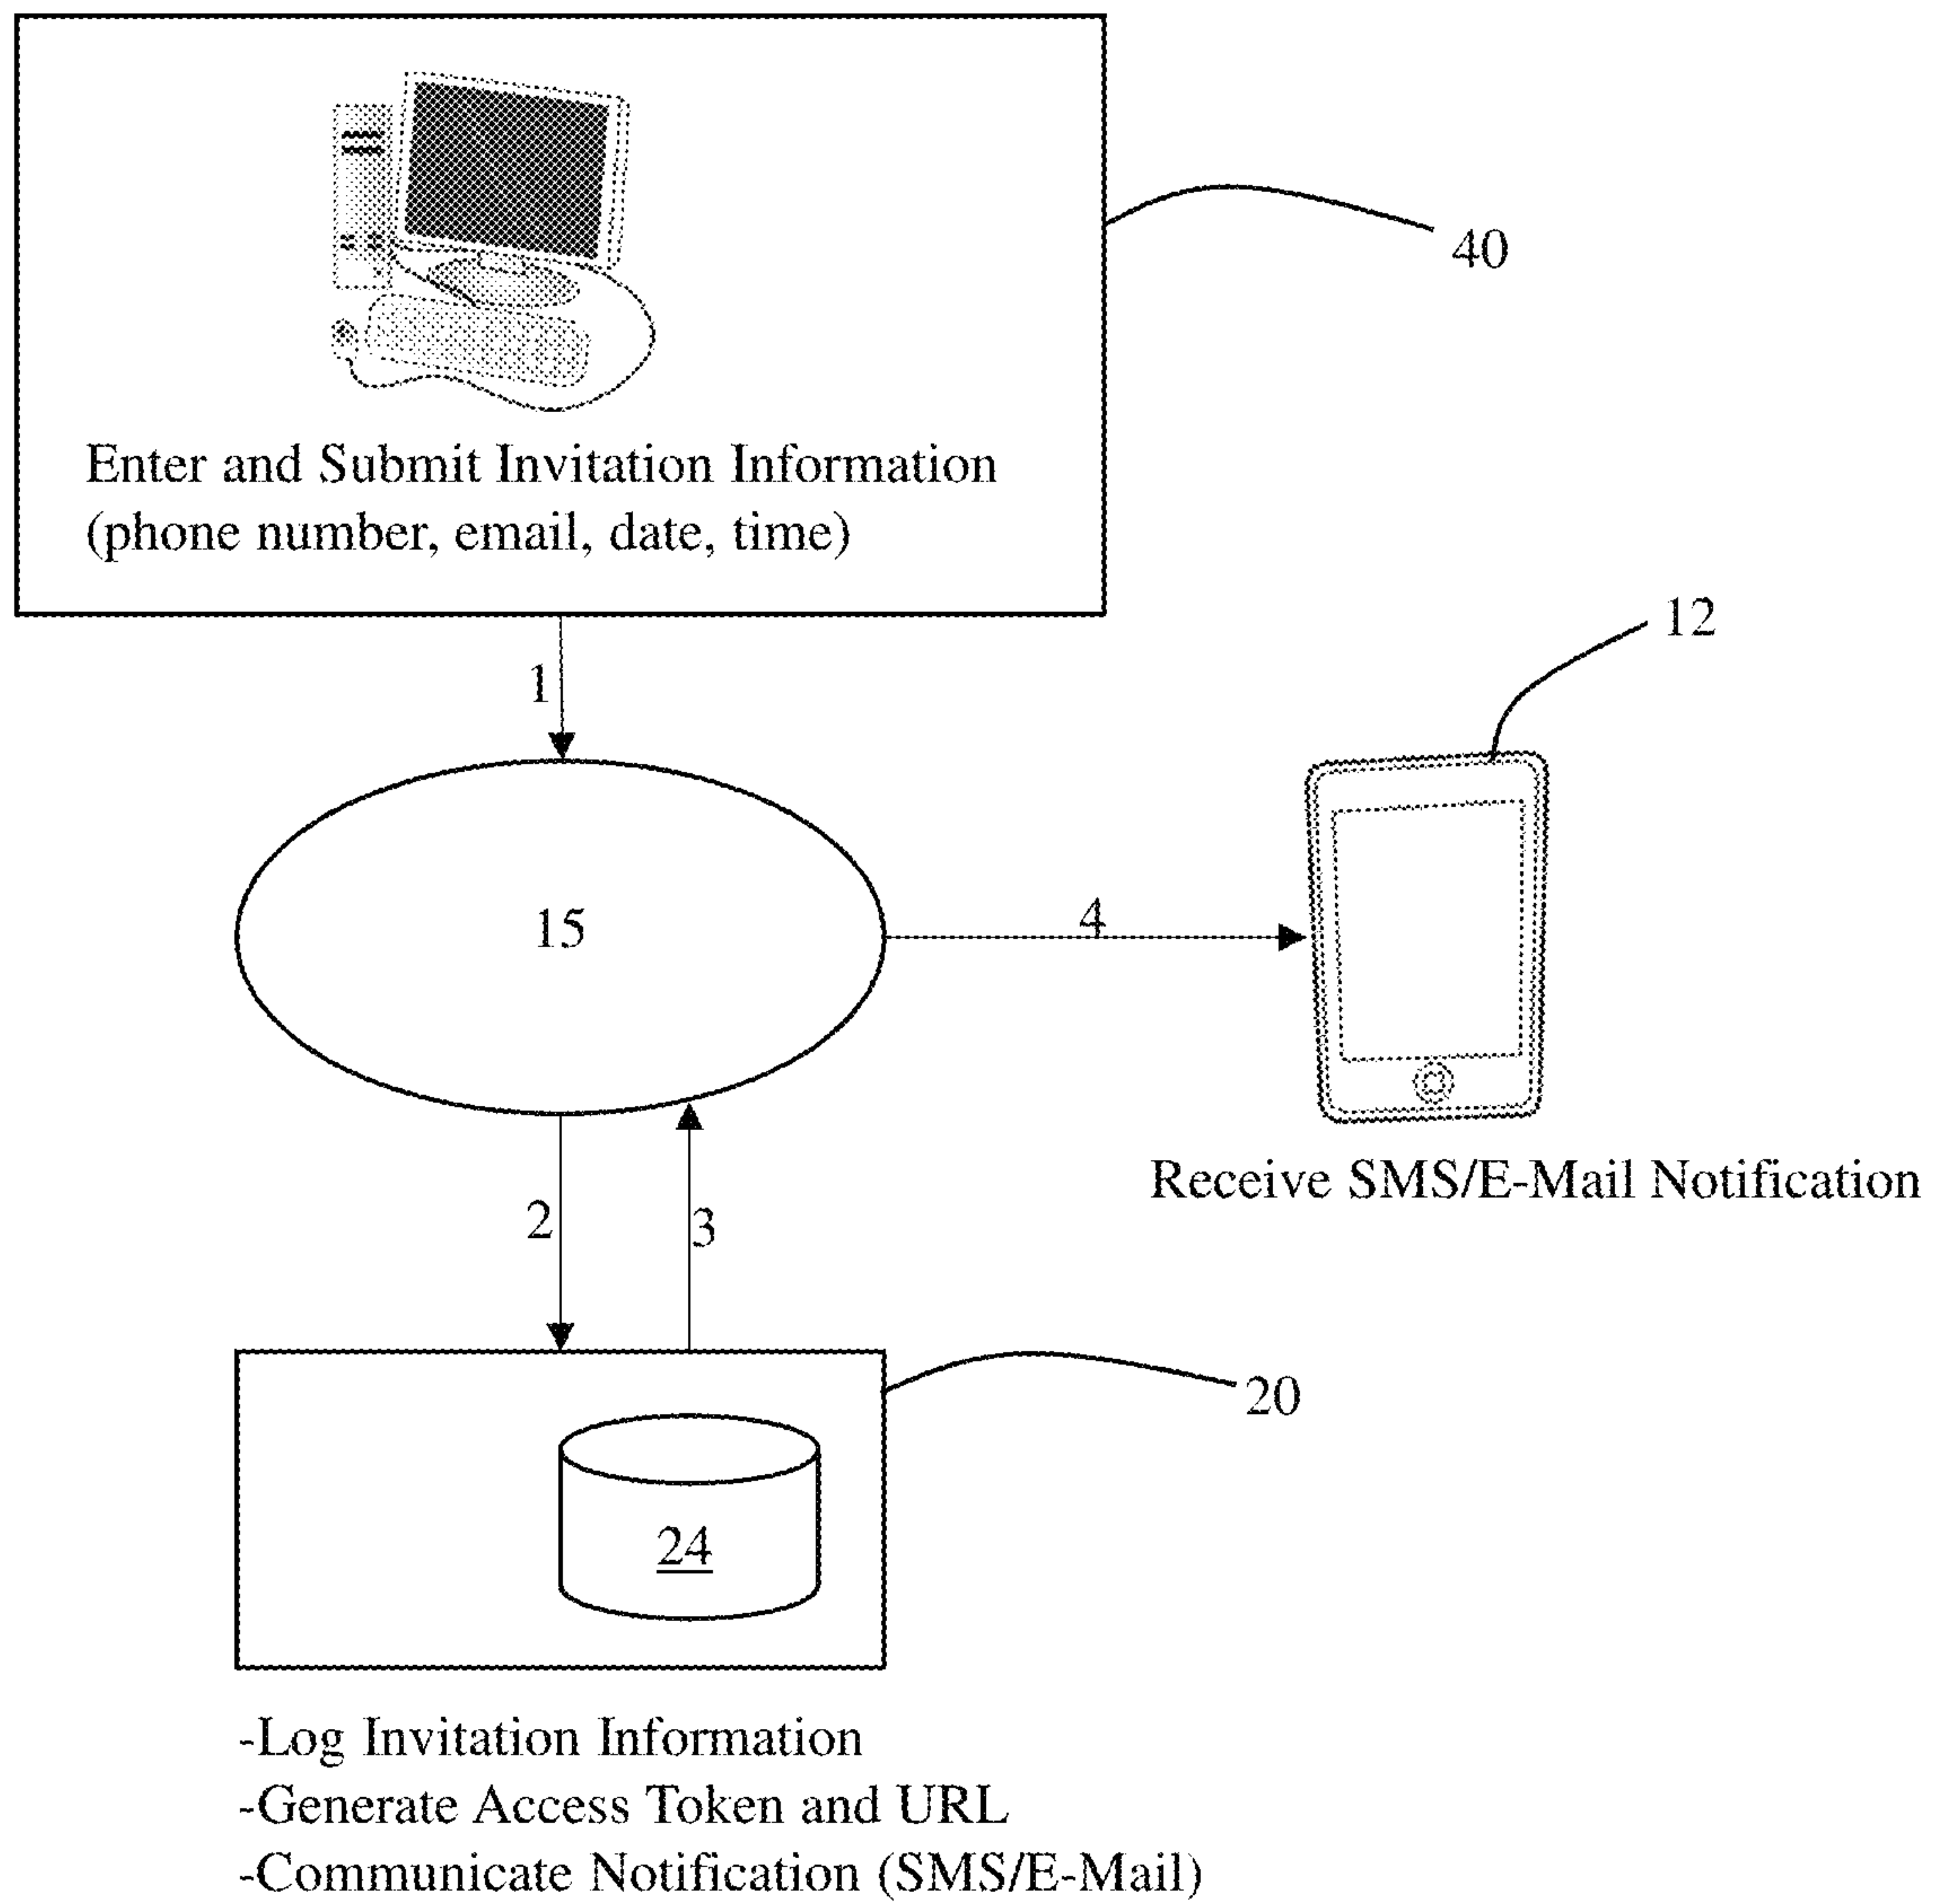 40
Enter and Submit Invitation Information
(phone number, email, date, time)
12
1
15
4
Receive SMS/E-Mail Notification
2
3
20
24
-Log Invitation Information
-Generate Access Token and URL
-Communicate Notification (SMS/E-Mail)